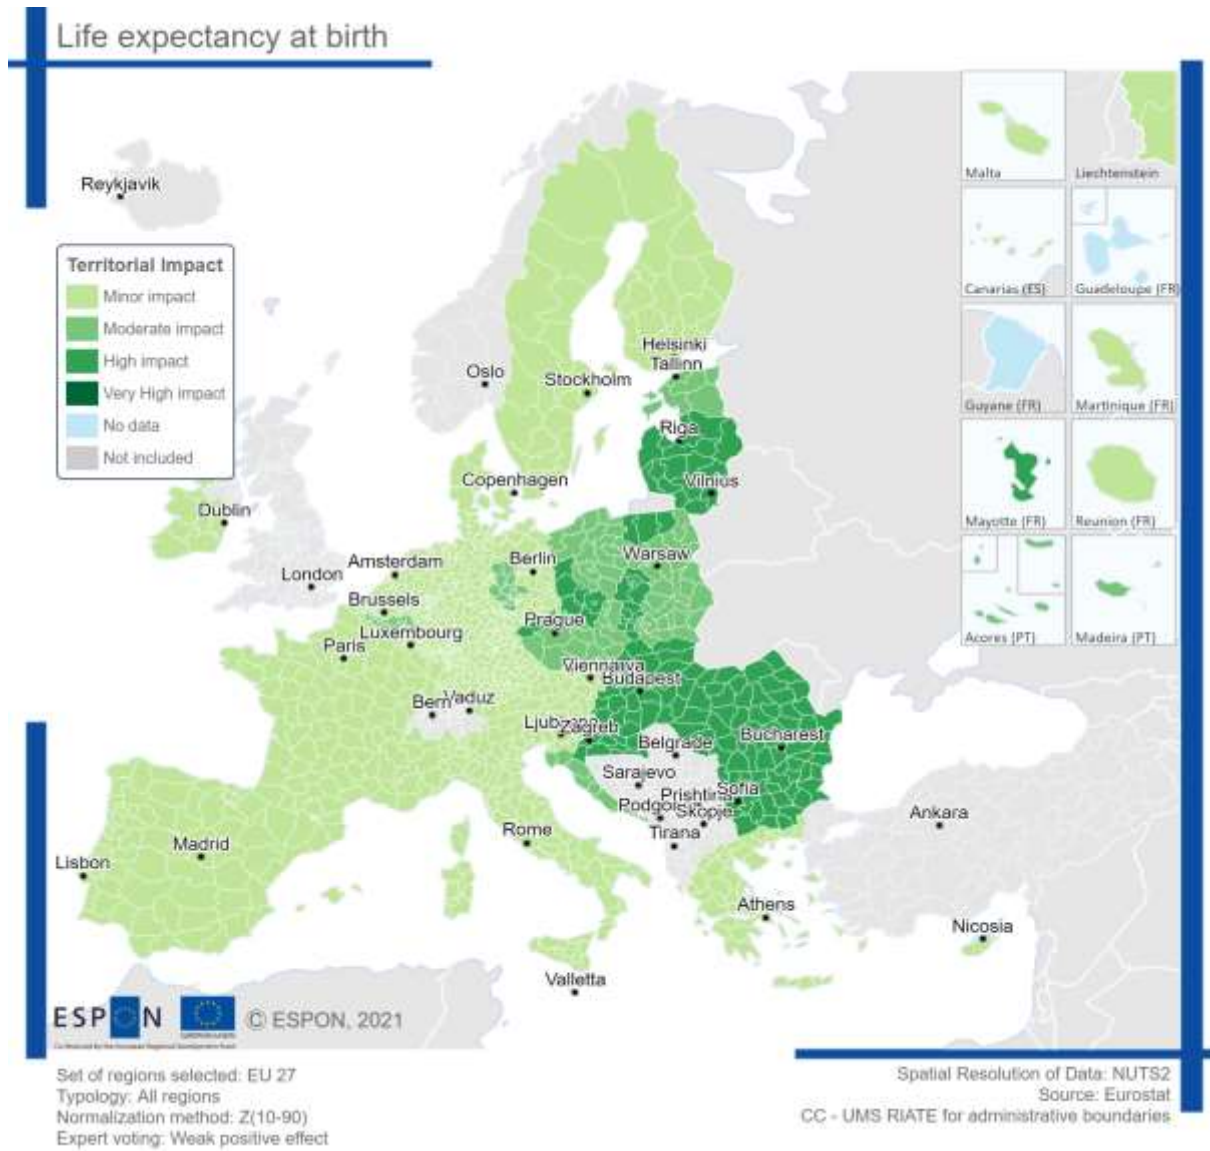 Life expectancy at birth
Reykjavik
Territorial Impact
Minor impact
Moderate impact
High impact
Very High impact
No data
Not included
Malta
Liechtenstein
Canarias (ES)
Guadeloupe (FR)
Guyane (FR)
Martinique (FR)
Mayotte (FR)
Reunion (FR)
Acores (PT)
Madeira (PT)
Helsinki
Tallinn
Oslo
Stockholm
Riga
Copenhagen
Vilnius
Dublin
Amsterdam
Berlin
Warsaw
London
Brussels
Prague
Luxembourg
Paris
Vienna
Budapest
Bern
Vaduz
Zagreb
Belgrade
Bucharest
Sarajevo
Prishtina
Sofia
Skopje
Tirana
Ankara
Rome
Madrid
Lisbon
Athens
Nicosia
Valletta
ESPON
© ESPON, 2021
Set of regions selected: EU 27
Typology: All regions
Normalization method: Z(10-90)
Expert voting: Weak positive effect
Spatial Resolution of Data: NUTS2
Source: Eurostat
CC - UMS RIATE for administrative boundaries